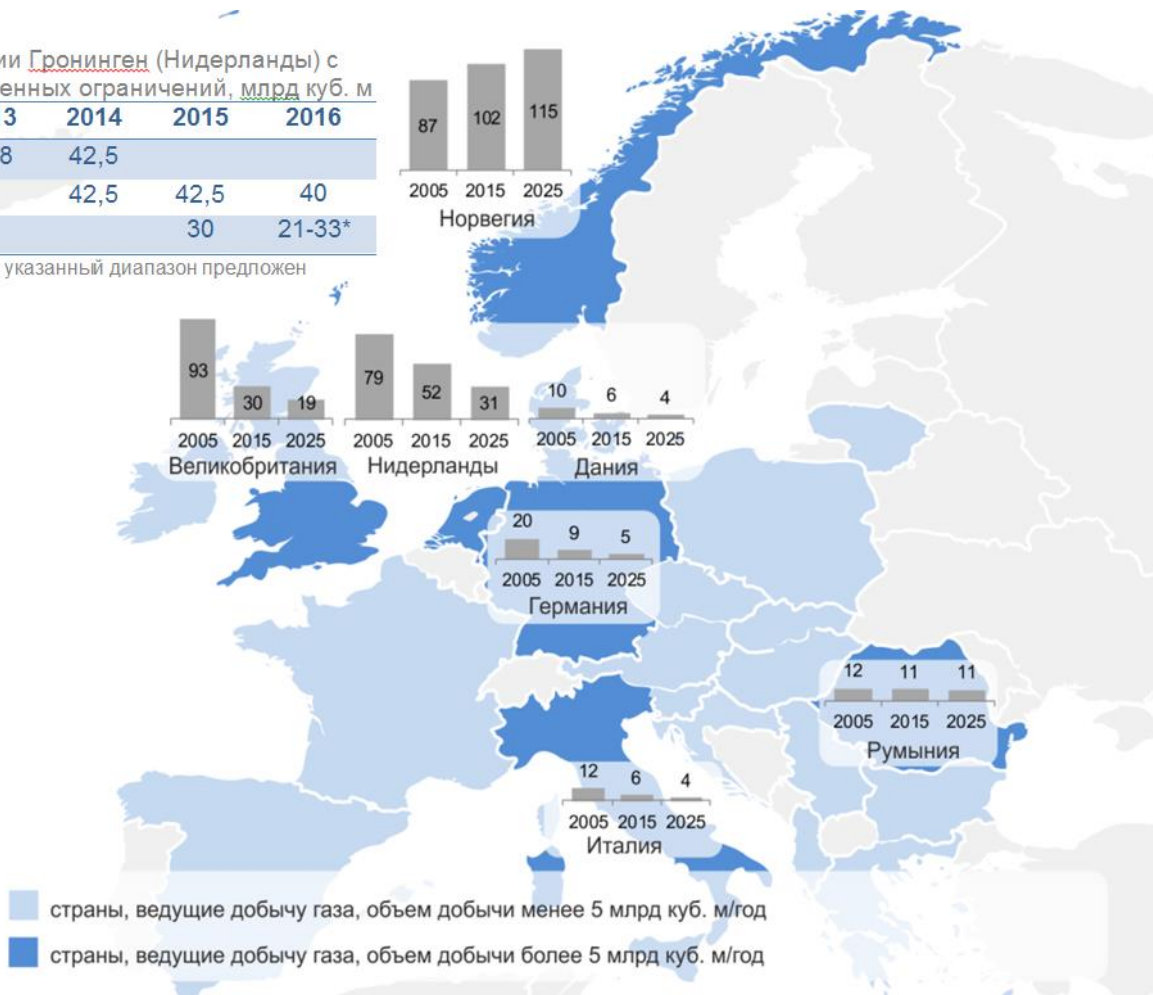 ми Гронинген (Нидерланды) с
енных ограничений, млрд куб. м
3 2014 2015 2016
8 42,5
42,5 42,5 40
30 21-33*
указанный диапазон предложен
87 102 115
2005 2015 2025
Норвегия
93 30 19
2005 2015 2025
Великобритания
79 52 31
2005 2015 2025
Нидерланды
10 6 4
2005 2015 2025
Дания
20 9 5
2005 2015 2025
Германия
12 11 11
2005 2015 2025
Румыния
12 6 4
2005 2015 2025
Италия
страны, ведущие добычу газа, объем добычи менее 5 млрд куб. м/год
страны, ведущие добычу газа, объем добычи более 5 млрд куб. м/год